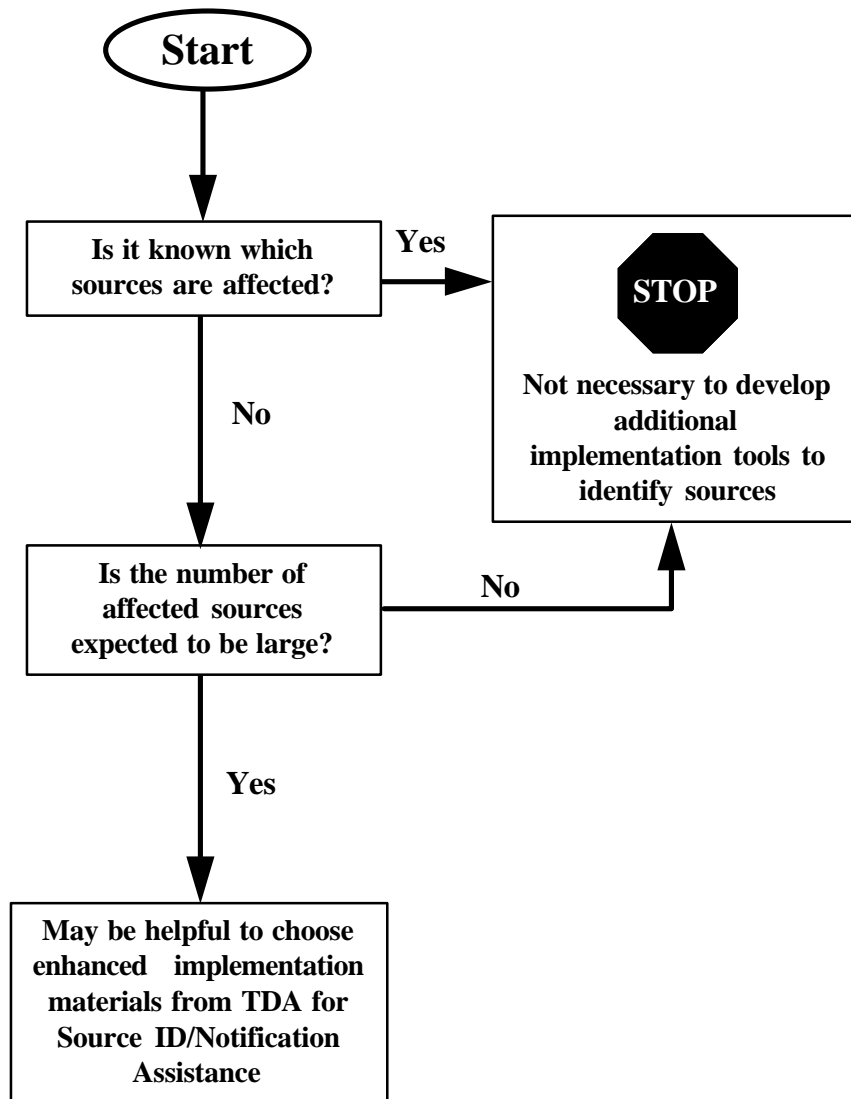 Start
Is it known which
sources are affected?
Yes
STOP
Not necessary to develop
additional
implementation tools to
identify sources
No
Is the number of
affected sources
expected to be large?
No
Yes
May be helpful to choose
enhanced implementation
materials from TDA for
Source ID/Notification
Assistance